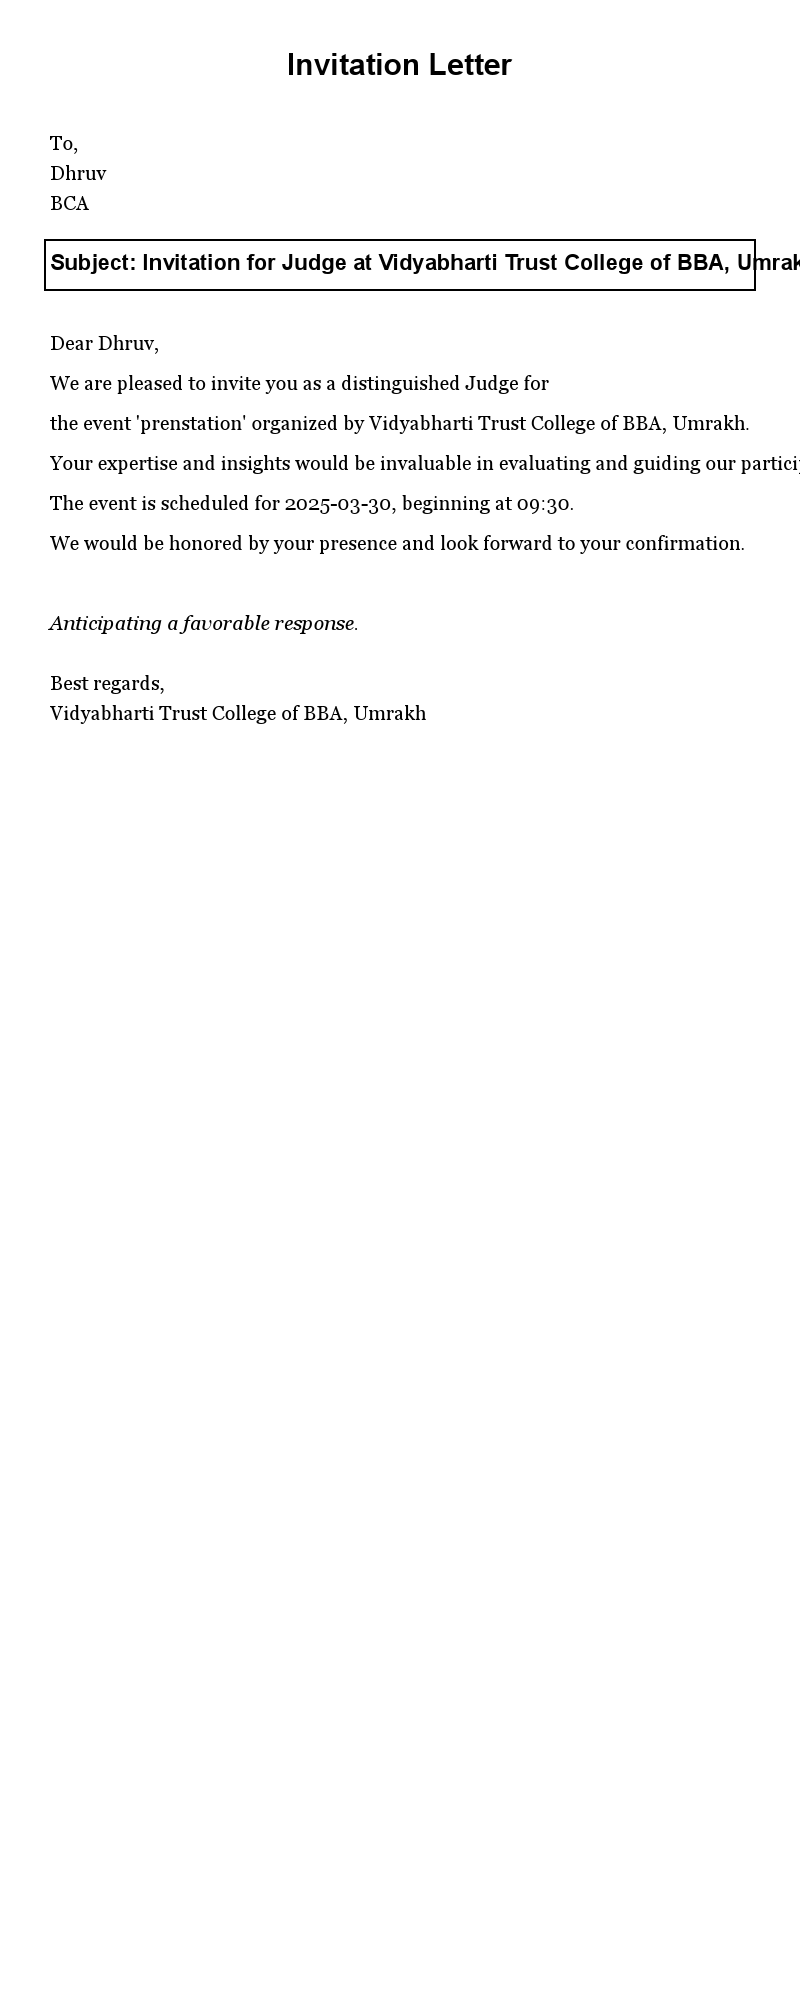 Invitation Letter
To,
Dhruv
BCA
Subject: Invitation for Judge at Vidyabharti Trust College of BBA, Umrak
Dear Dhruv,
We are pleased to invite you as a distinguished Judge for
the event 'prenstation' organized by Vidyabharti Trust College of BBA, Umrakh.
Your expertise and insights would be invaluable in evaluating and guiding our
The event is scheduled for 2025-03-30, beginning at 09:30.
We would be honored by your presence and look forward to your confirmation.
Anticipating a favorable response.
Best regards,
Vidyabharti Trust College of BBA, Umrakh